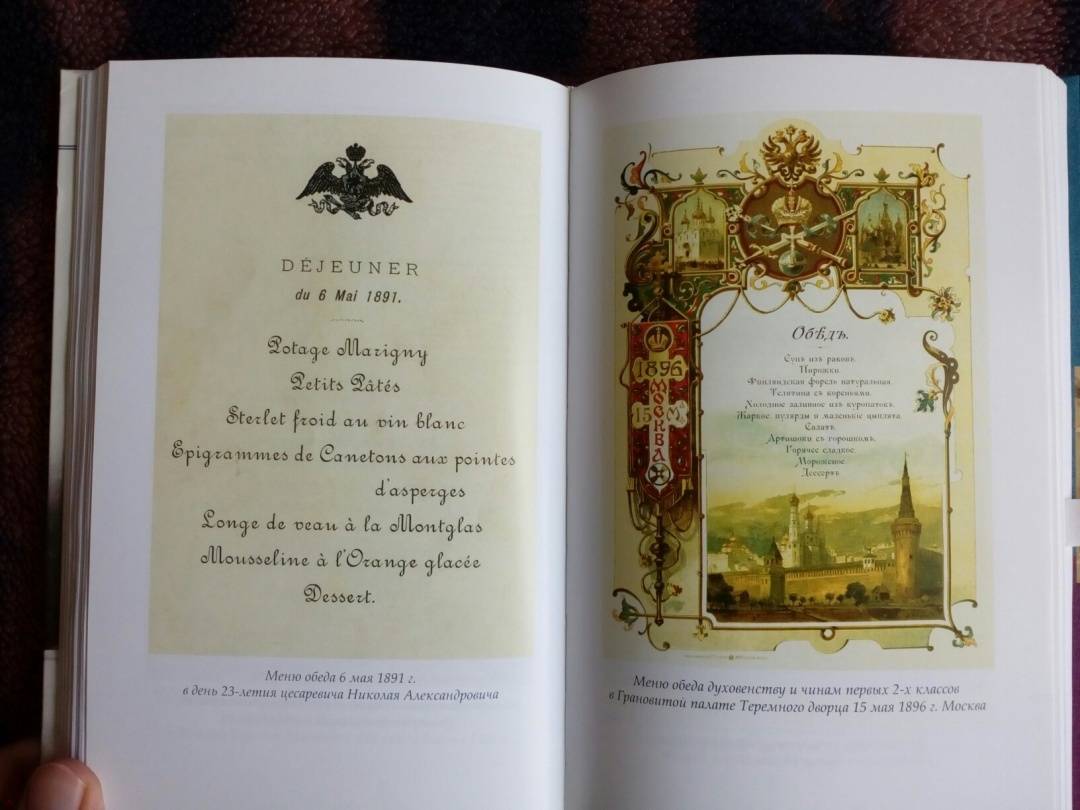 DÉJEUNER
du 6 Mai 1891.
Potage Marigny
Petits Pâtés
Sterlet froid au vin blanc
Epigrammes de Canetons aux pointes
d'asperges
Longe de veau à la Montglas
Mousseline à l'Orange glacée
Dessert.
Меню обеда 6 мая 1891 г.
в день 23-летия цесаревича Николая Александровича
1896
15 М.
МОСКВА
Обѣдъ.
Супъ изъ раковъ.
Пирожки.
Финляндская форель натуральная.
Телятина съ кореньями.
Холодное заливное изъ куропатокъ.
Жаркое: пулярды и маленькіе цыплята.
Салатъ.
Артишоки съ горошкомъ.
Горячее сладкое.
Мороженое.
Дессертъ.
Меню обеда духовенству и чинам первых 2-х классов
в Грановитой палате Теремного дворца 15 мая 1896 г. Москва